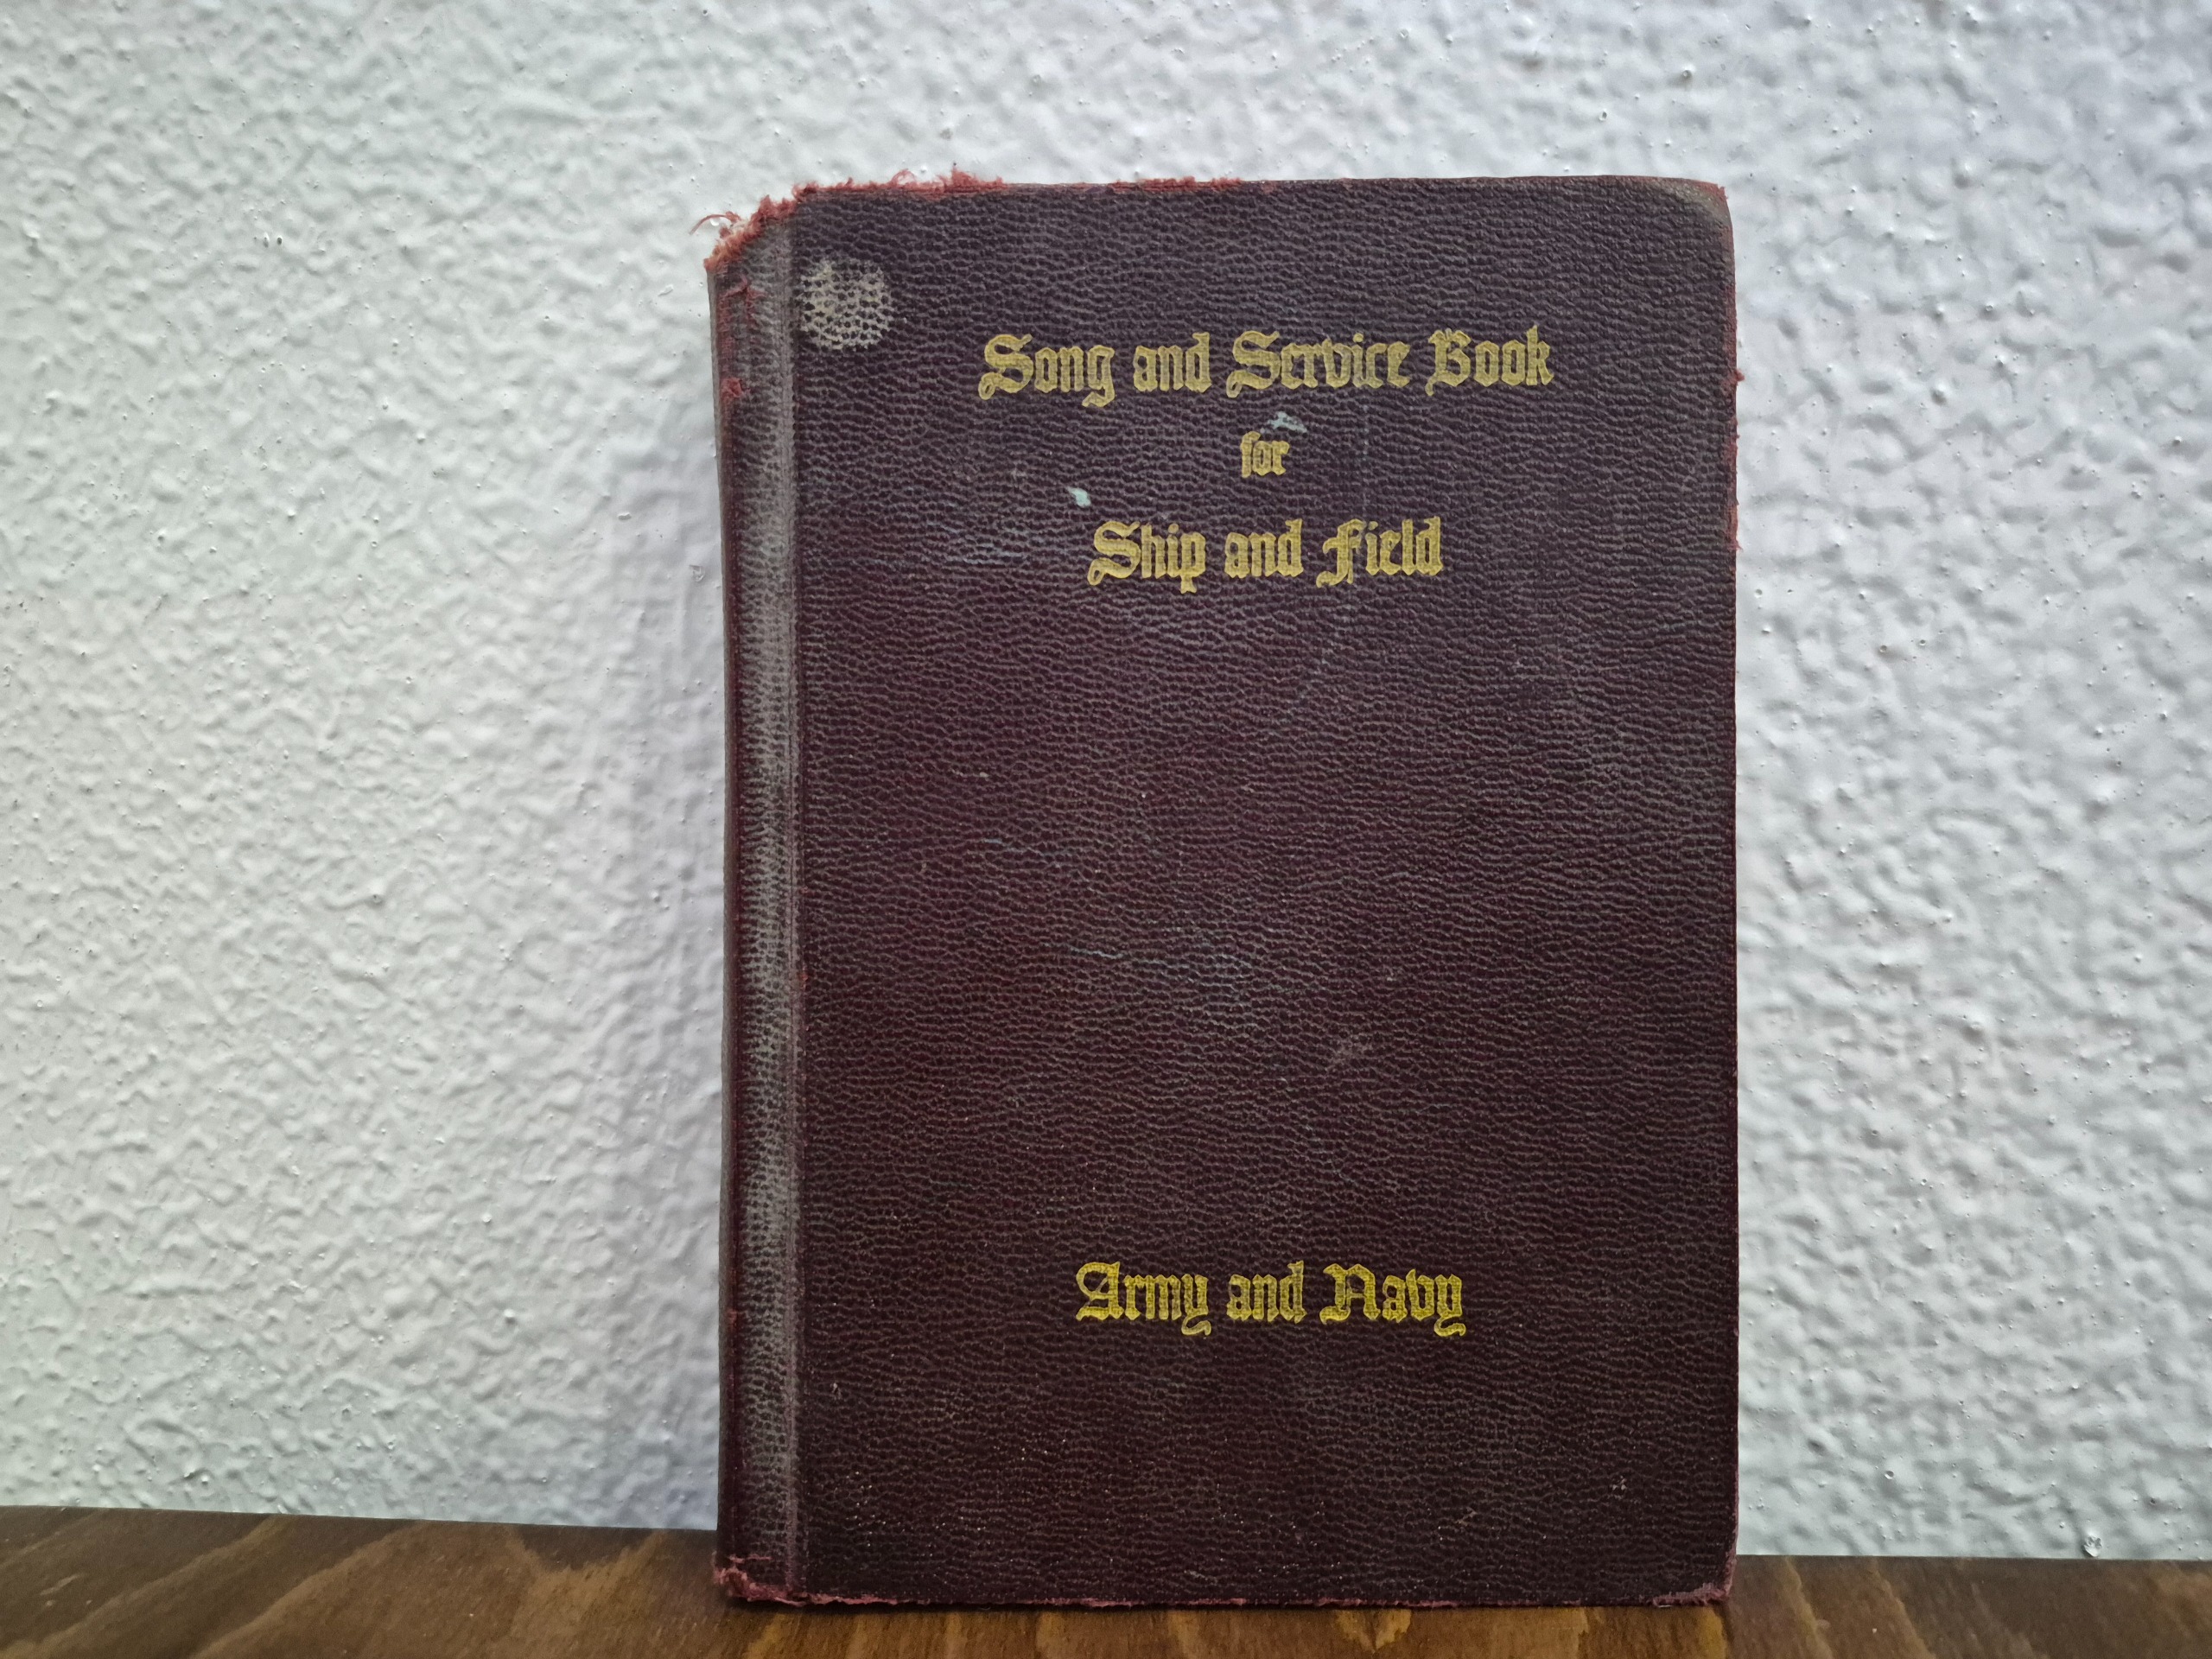 Song and Service Book
for
Ship and Field
Army and Navy